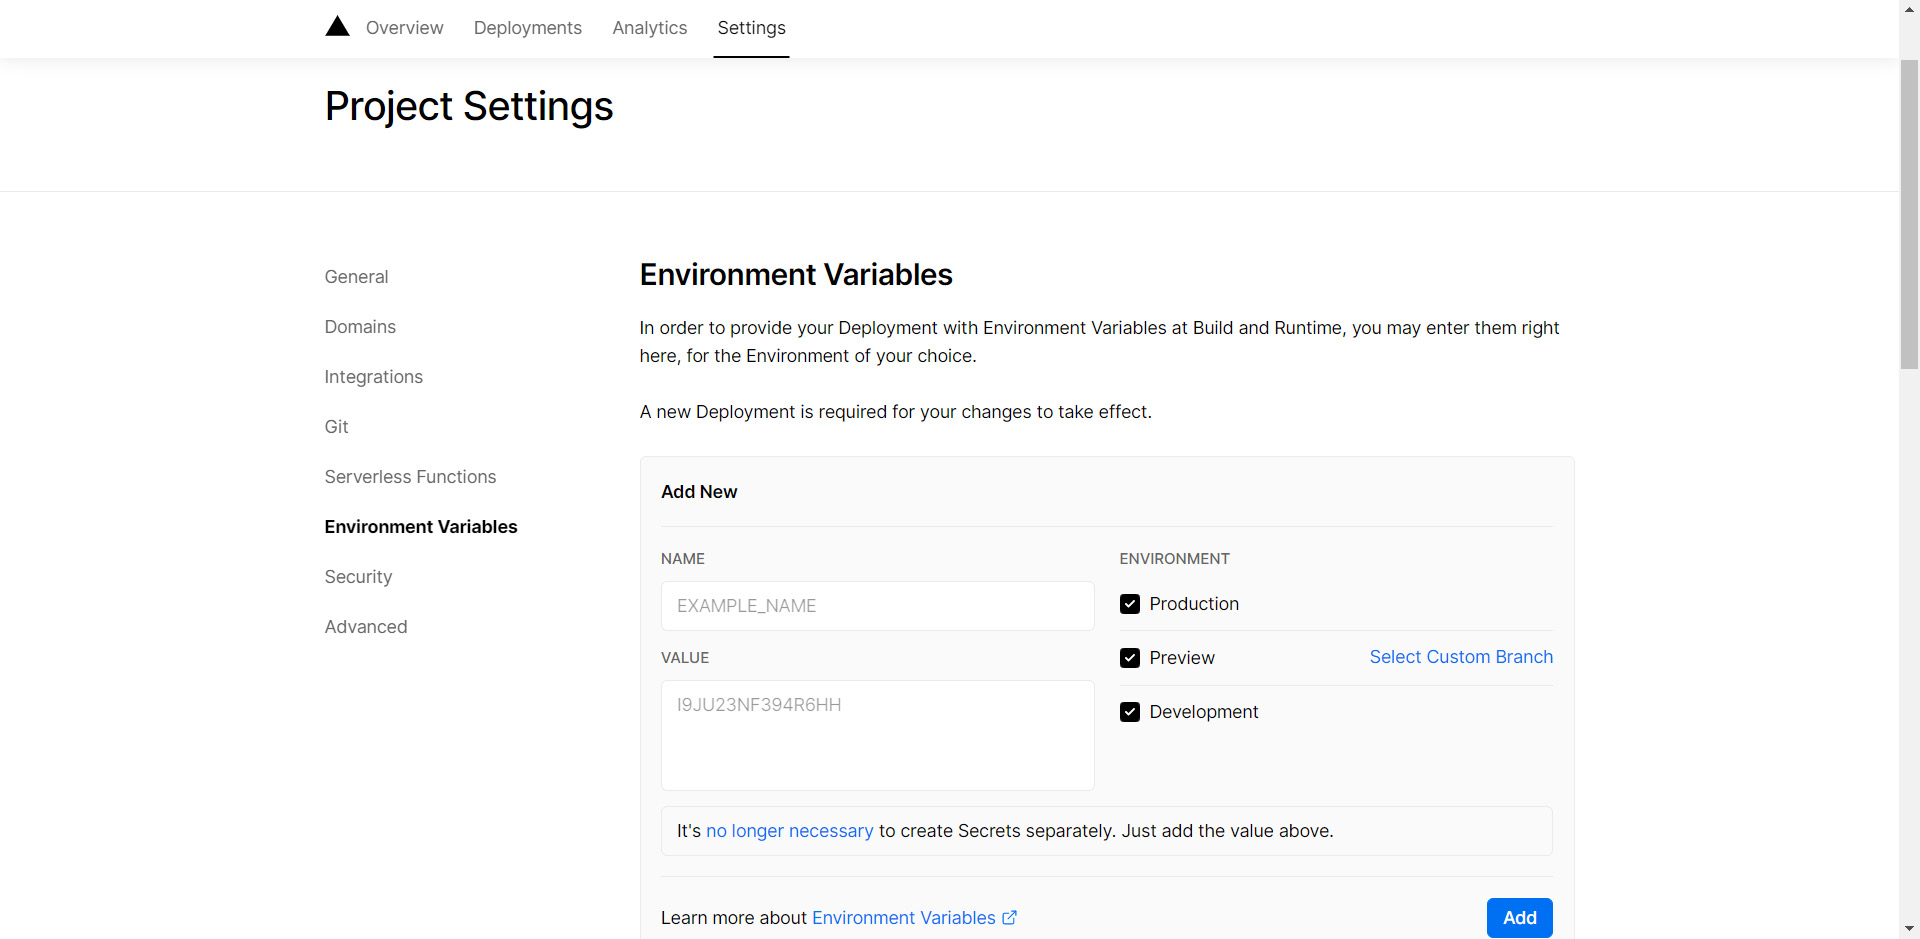 Overview Deployments Analytics Settings
Project Settings
General
Domains
Integrations
Git
Serverless Functions
Environment Variables
Security
Advanced
Environment Variables
In order to provide your Deployment with Environment Variables at Build and Runtime, you may enter them right
here, for the Environment of your choice.
A new Deployment is required for your changes to take effect.
Add New
NAME
EXAMPLE_NAME
VALUE
I9JU23NF394R6HH
ENVIRONMENT
Production
Preview Select Custom Branch
Development
It's no longer necessary to create Secrets separately. Just add the value above.
Learn more about Environment Variables
Add